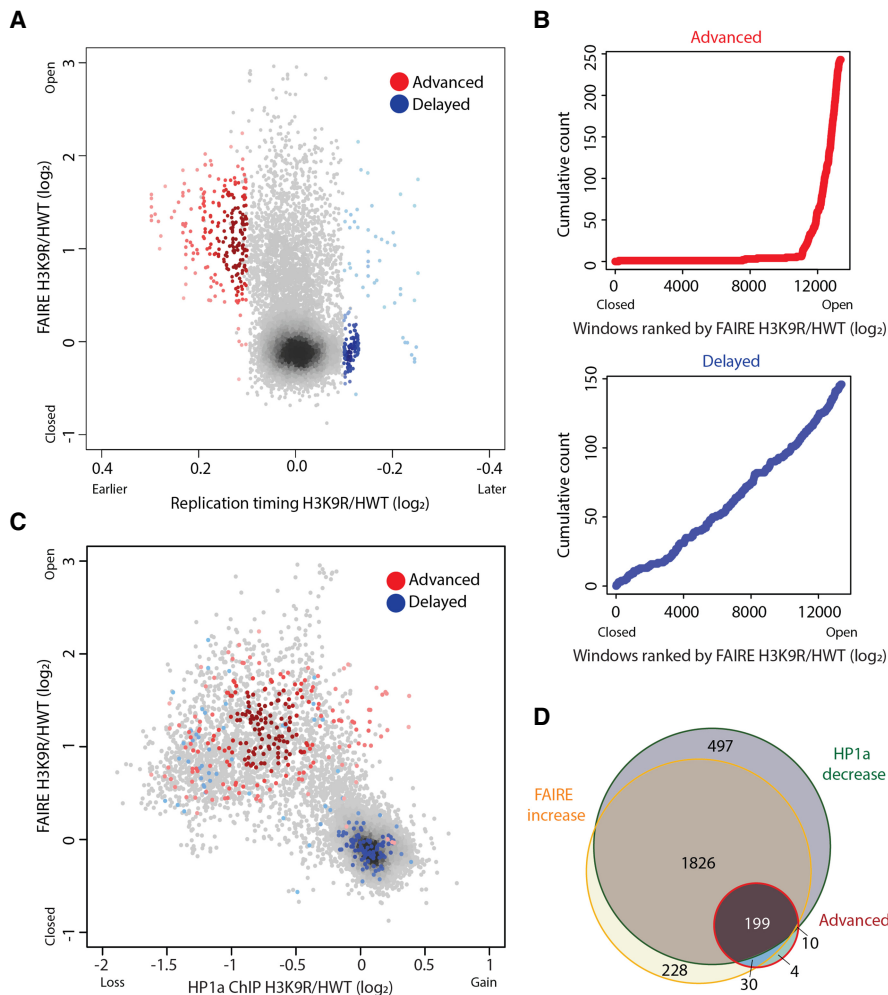 A
Open
3
2
1
0
-1
Closed
FAIRE H3K9R/HWT (log₂)
Advanced
Delayed
0.4
0.2
0.0
-0.2
-0.4
Earlier
Later
Replication timing H3K9R/HWT (log₂)
B
Advanced
250
200
150
100
50
0
Cumulative count
0
4000
8000
12000
Closed
Open
Windows ranked by FAIRE H3K9R/HWT (log₂)
Delayed
150
100
50
0
Cumulative count
0
4000
8000
12000
Closed
Open
Windows ranked by FAIRE H3K9R/HWT (log₂)
C
Open
3
2
1
0
-1
Closed
FAIRE H3K9R/HWT (log₂)
Advanced
Delayed
-2
-1.5
-1
-0.5
0
0.5
1
Loss
Gain
HP1a ChIP H3K9R/HWT (log₂)
D
497
HP1a
decrease
FAIRE
increase
1826
199
Advanced
10
4
30
228